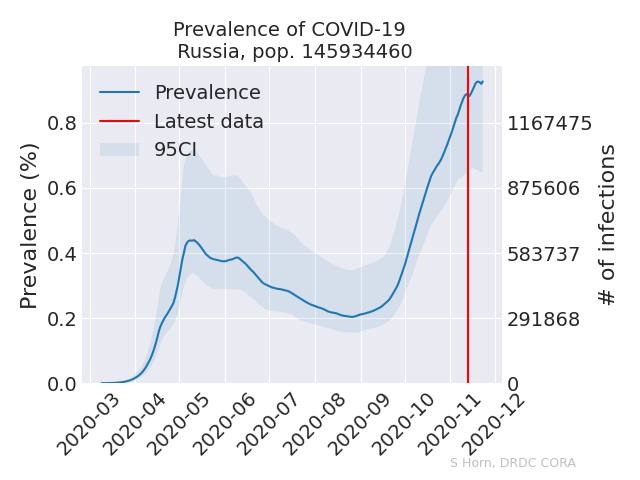 Prevalence of COVID-19
Russia, pop. 145934460
Prevalence
Latest data
95CI
Prevalence (%)
0.8
0.6
0.4
0.2
0.0
1167475
875606
583737
291868
0
# of infections
2020-03
2020-04
2020-05
2020-06
2020-07
2020-08
2020-09
2020-10
2020-11
2020-12
S Horn, DRDC CORA